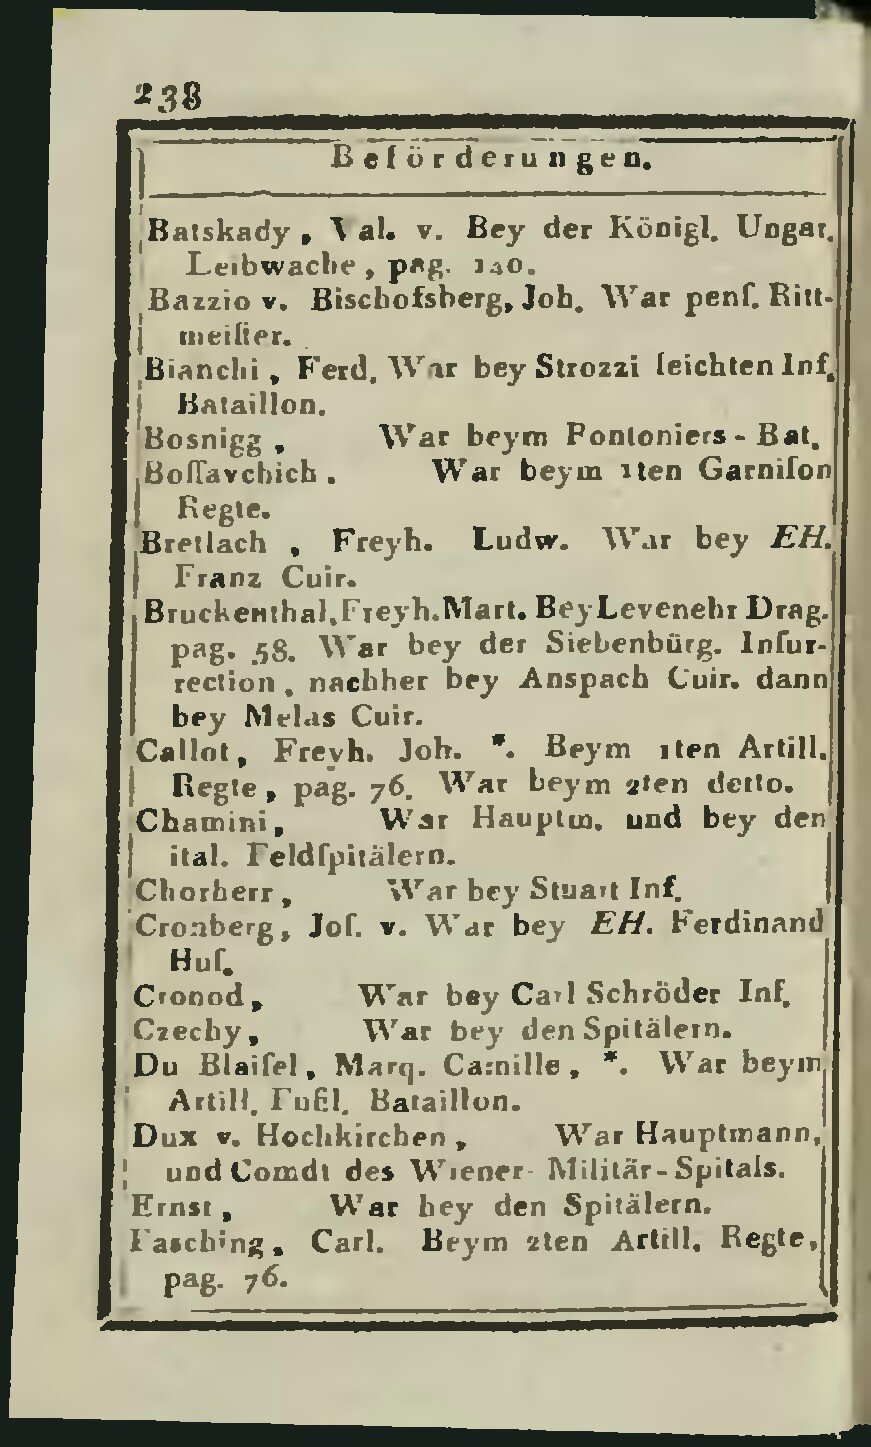 238
Beförderungen.
Batskady, Val. v. Bey der Königl. Ungar.
Leibwache, pag. 140.
Bazzio v. Bischofsberg, Joh. War penſ. Ritt-
meiſter.
Bianchi, Ferd. War bey Strozzi leichten Inf.
Bataillon.
Bosnigg, War beym Pontoniers-Bat.
Boſſavchich. War beym 1ten Garniſon
Regte.
Bretlach, Freyh. Ludw. War bey EH.
Franz Cuir.
Bruckenthal, Freyh. Mart. Bey Levenehr Drag.
pag. 58. War bey der Siebenbürg. Inſur-
rection, nachher bey Anspach Cuir. dann
bey Melas Cuir.
Callot, Freyh. Joh. *. Beym 1ten Artill.
Regte, pag. 76. War beym 2ten detto.
Chamini, War Hauptm. und bey den
ital. Feldſpitälern.
Chorherr, War bey Stuart Inf.
Cronberg, Joſ. v. War bey EH. Ferdinand
Huſ.
Cronod, War bey Carl Schröder Inf.
Czechy, War bey den Spitälern.
Du Blaiſel, Marq. Camille, *. War beym
Artill. Füſil. Bataillon.
Dux v. Hochkirchen, War Hauptmann,
und Comdt des Wiener-Militär-Spitals.
Ernst, War bey den Spitälern.
Fasching, Carl. Beym 2ten Artill. Regte,
pag. 76.